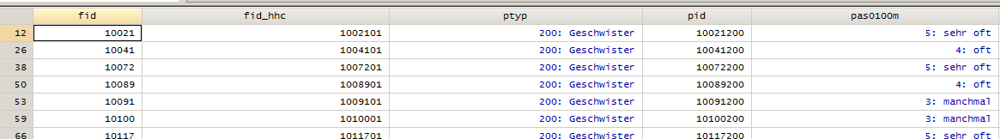 fid fid_hhc ptyp pid pas0100m
12 10021 1002101 200: Geschwister 10021200 5: sehr oft
26 10041 1004101 200: Geschwister 10041200 4: oft
38 10072 1007201 200: Geschwister 10072200 5: sehr oft
50 10089 1008901 200: Geschwister 10089200 4: oft
53 10091 1009101 200: Geschwister 10091200 3: manchmal
59 10100 1010001 200: Geschwister 10100200 3: manchmal
66 10117 1011701 200: Geschwister 10117200 5: sehr oft